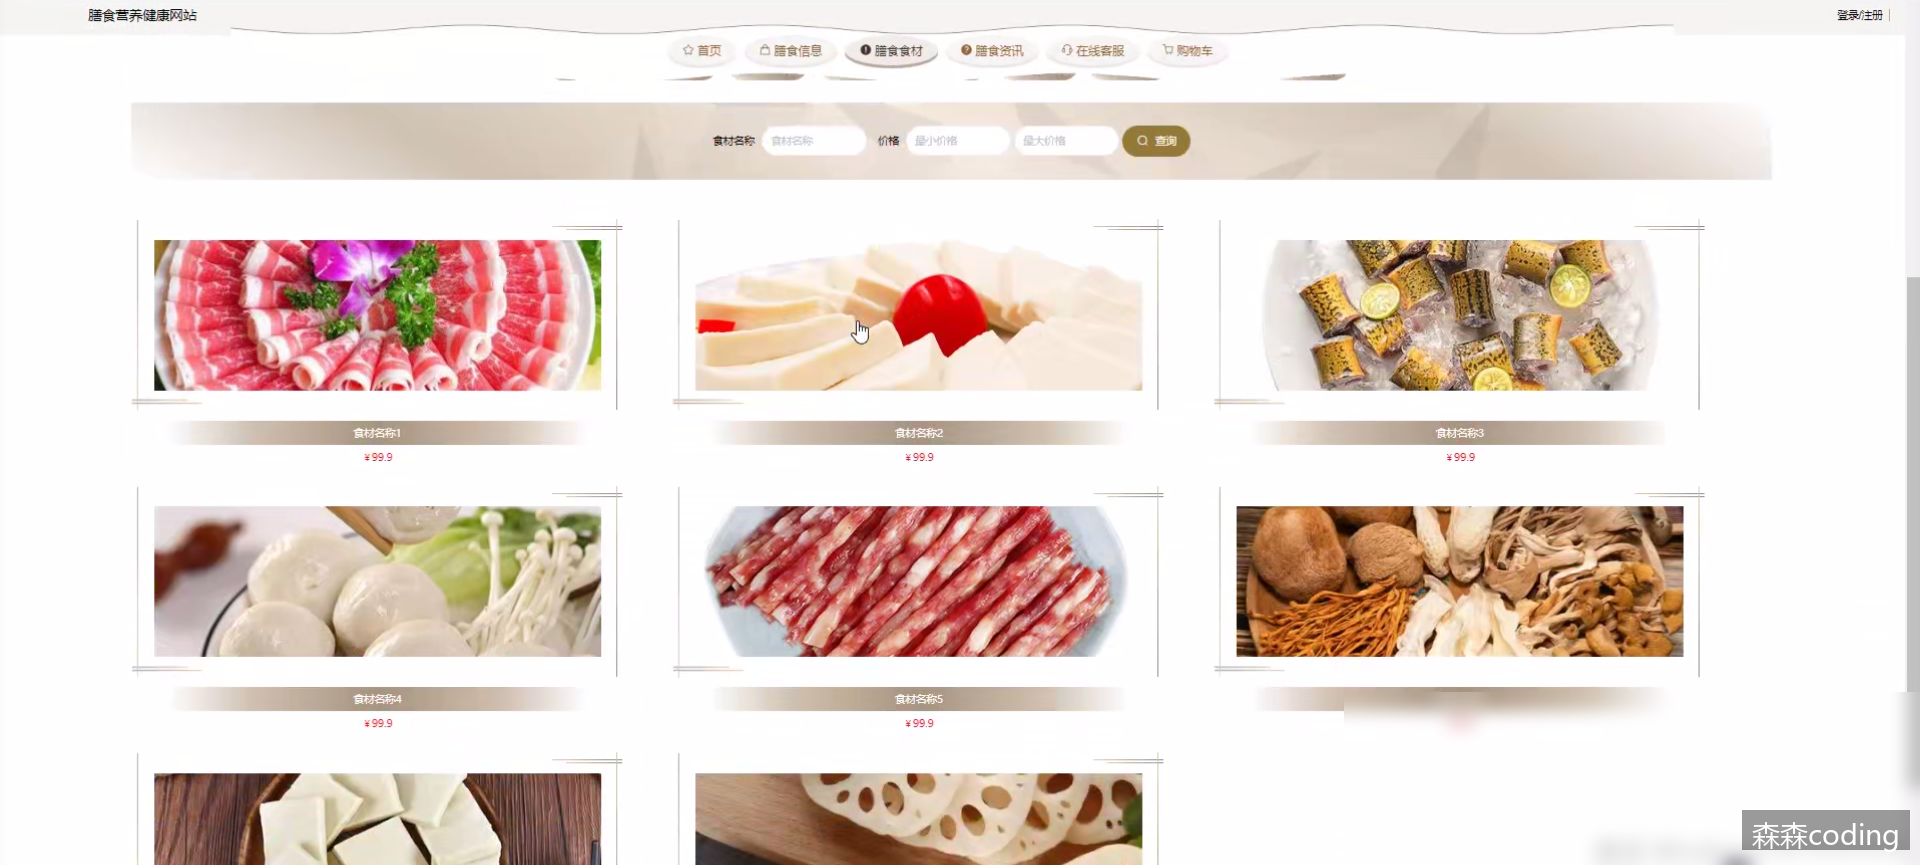 膳食营养健康网站
登录/注册
首页
膳食信息
膳食食材
膳食资讯
在线客服
购物车
食材名称 食材名称 价格 最小价格 最大价格 查询
食材名称1
食材名称2
食材名称3
¥99.9
¥99.9
¥99.9
食材名称4
食材名称5
¥99.9
¥99.9
森森coding